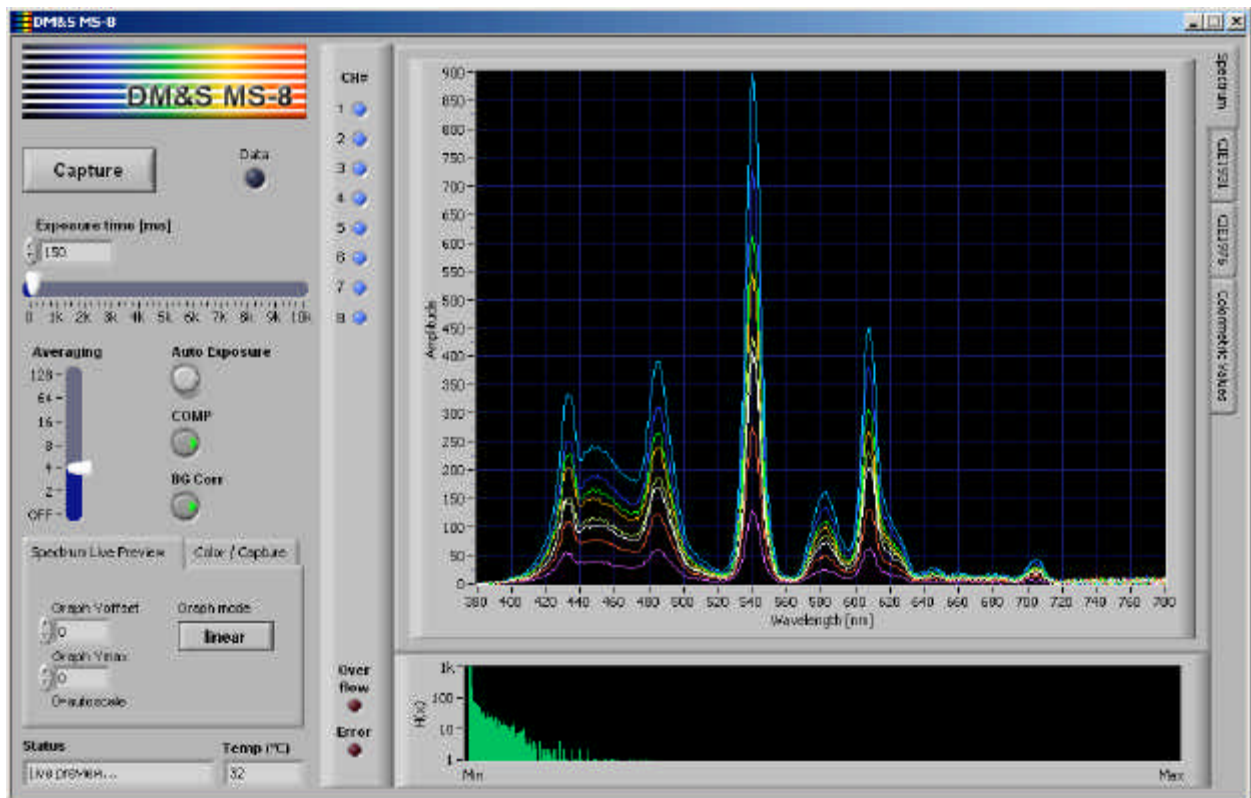 DM&S MS-8
DM&S MS-8
Capture
Data
Exposure time [ms]
150
0 1k 2k 3k 4k 5k 6k 7k 8k 9k 10k
Averaging
128
64
16
8
4
2
OFF
Auto Exposure
COMP
BG Corr
Spectrum Live Preview
Color / Capture
Graph Yoffset
0
Graph Ymax
0
0=autoscale
Graph mode
linear
Status
Live preview...
Temp (°C)
32
CH#
1
2
3
4
5
6
7
8
Over
flow
Error
Amplitude
900
850
800
750
700
650
600
550
500
450
400
350
300
250
200
150
100
50
0
380 400 420 440 460 480 500 520 540 560 580 600 620 640 660 680 700 720 740 760 780
Wavelength [nm]
H(x)
1k
100
10
1
Min
Max
Spectrum
CIE1931
CIE1976
Colormetric Values